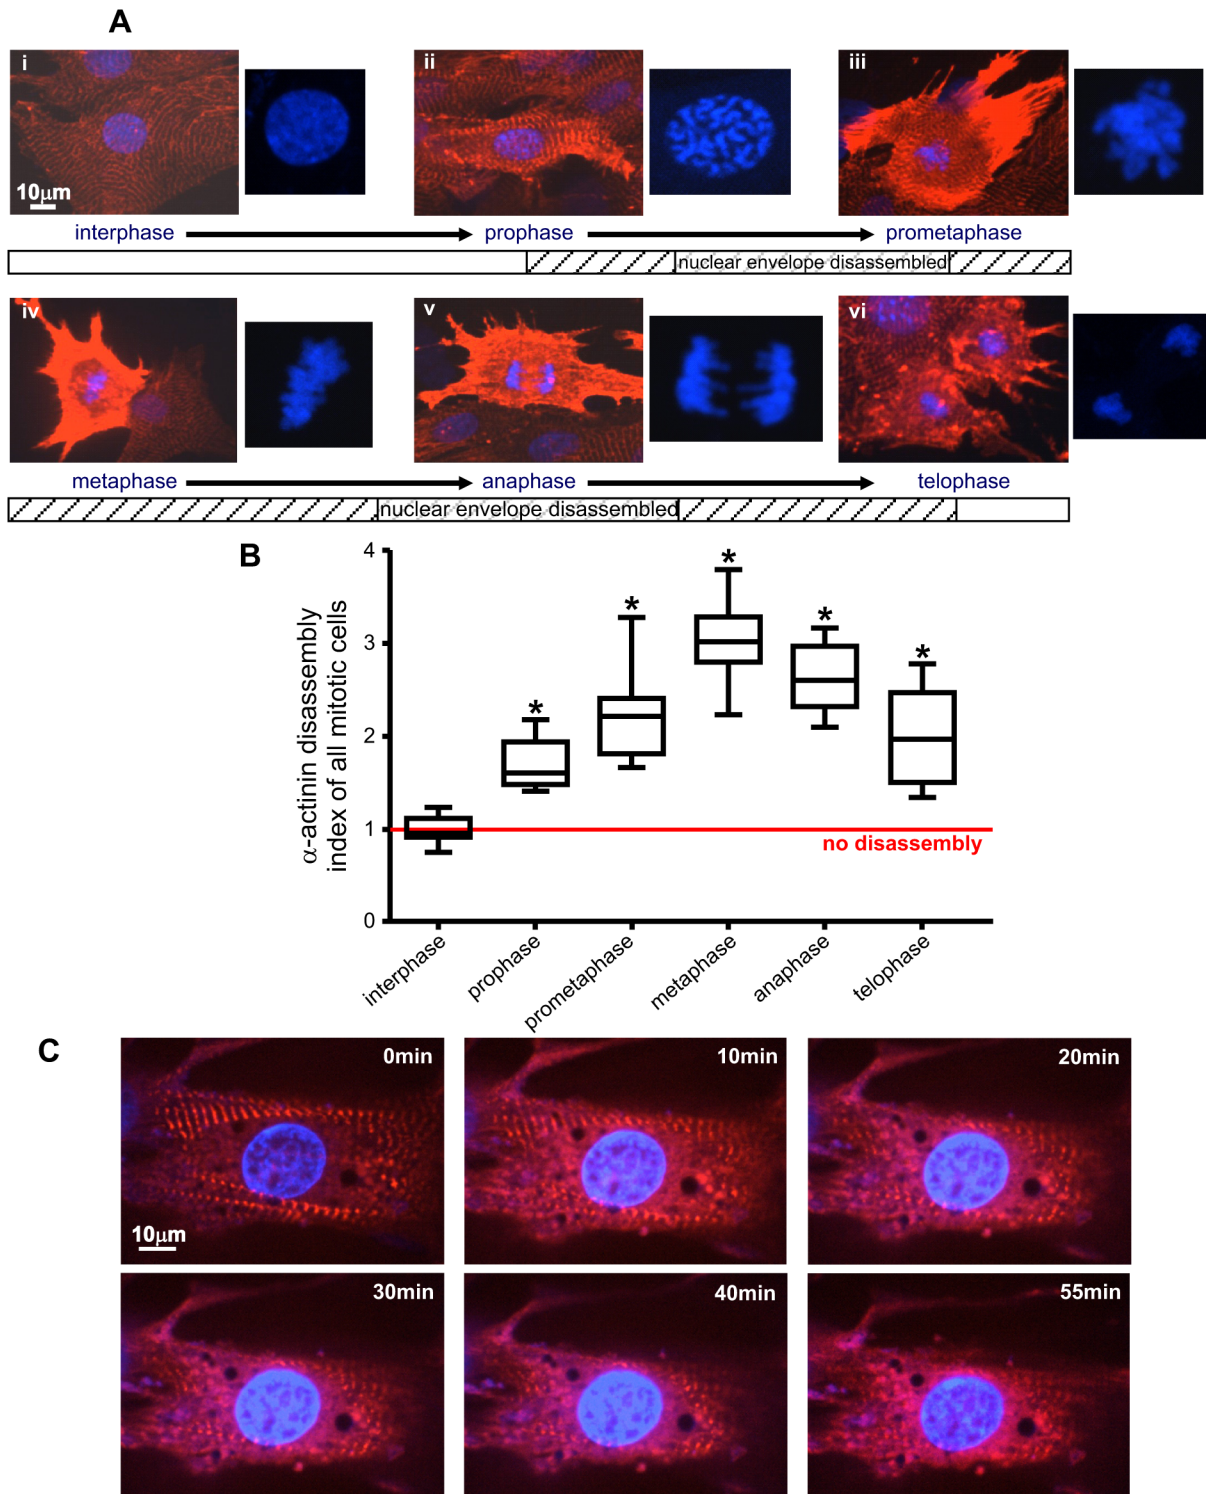 A
i
ii
iii
10μm
interphase
prophase
prometaphase
nuclear envelope disassembled
iv
v
vi
metaphase
anaphase
telophase
nuclear envelope disassembled
B
α-actinin disassembly
index of all mitotic cells
4
3
2
1
0
*
*
*
*
*
no disassembly
interphase
prophase
prometaphase
metaphase
anaphase
telophase
C
0min
10min
20min
10μm
30min
40min
55min